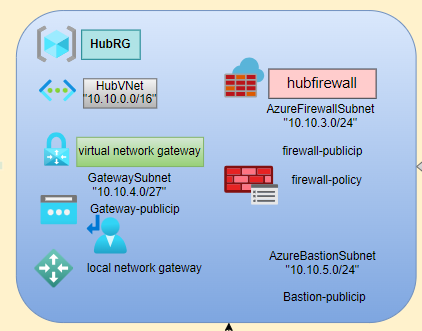 HubRG
HubVNet
"10.10.0.0/16"
virtual network gateway
GatewaySubnet
"10.10.4.0/27"
Gateway-publicip
local network gateway
hubfirewall
AzureFirewallSubnet
"10.10.3.0/24"
firewall-publicip
firewall-policy
AzureBastionSubnet
"10.10.5.0/24"
Bastion-publicip